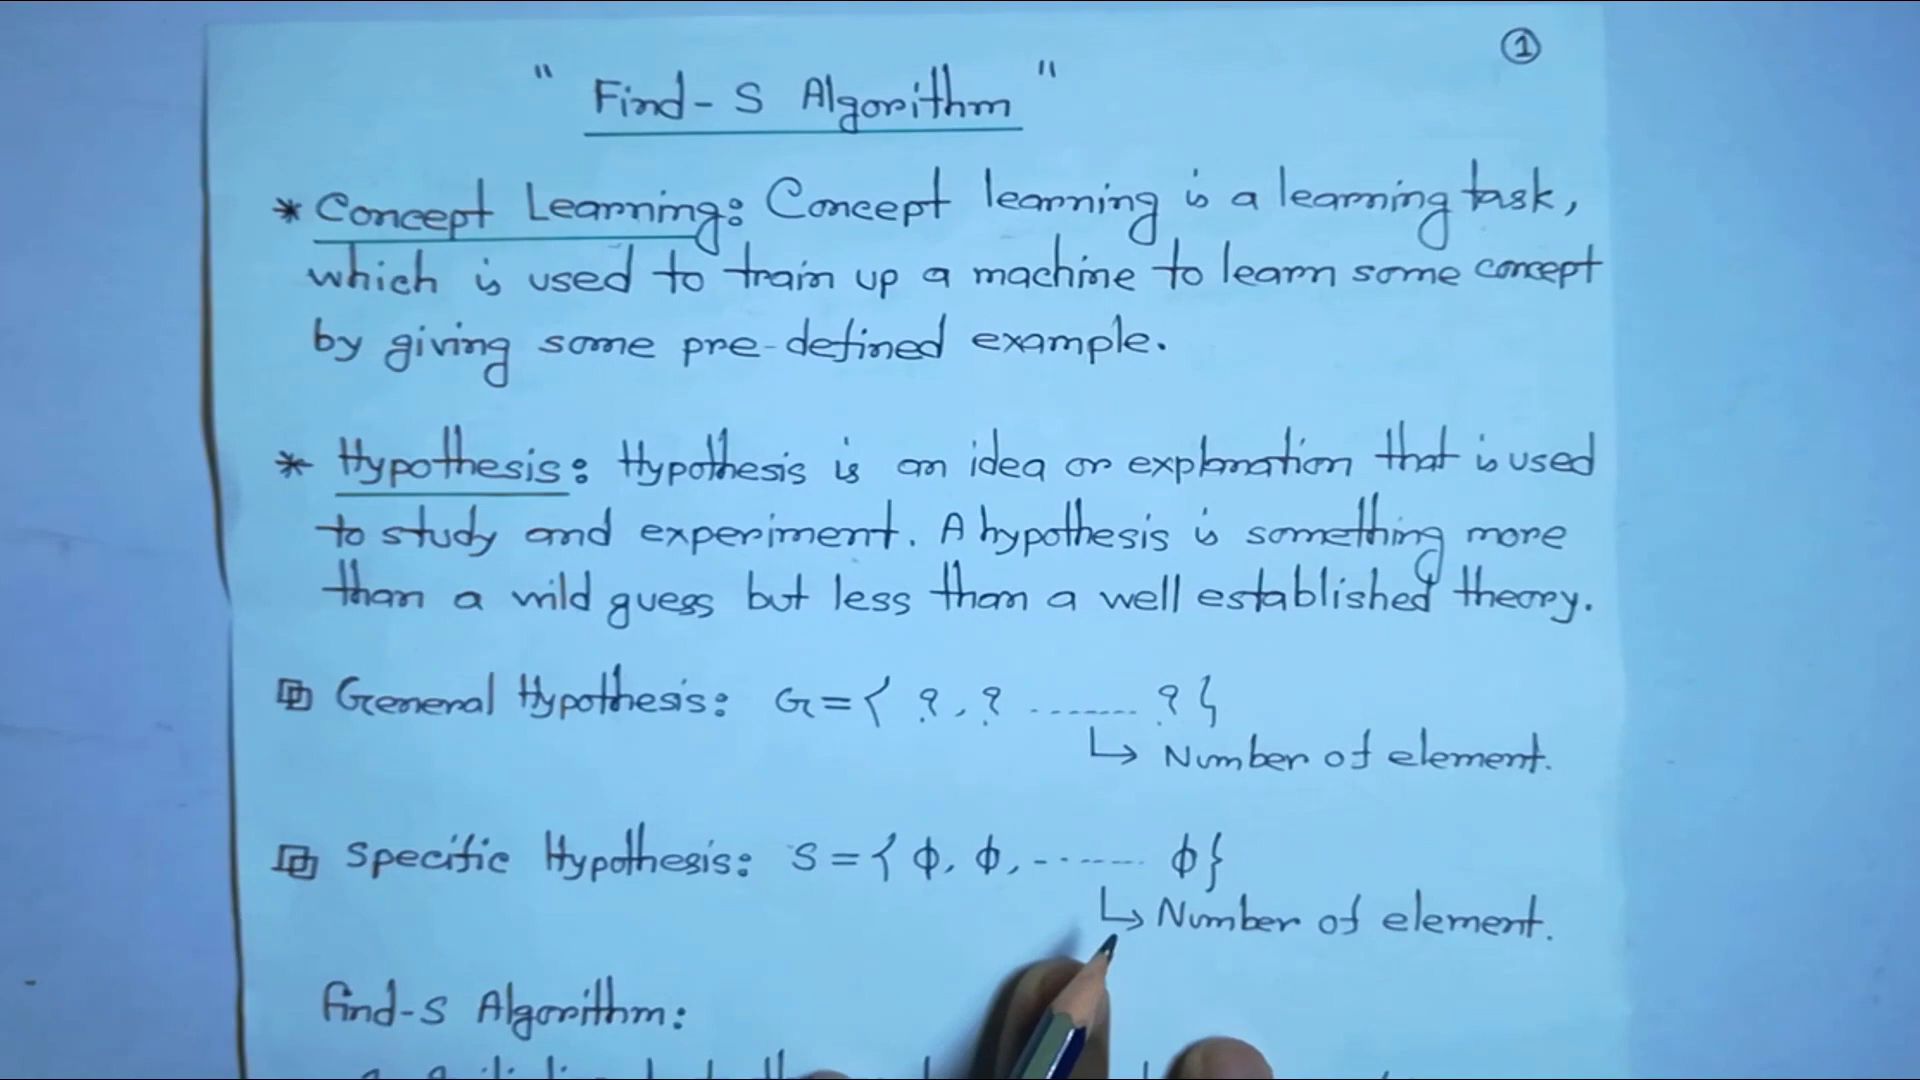 ①
" Find-S Algorithm "
* Concept Learning: Concept learning is a learning task,
which is used to train up a machine to learn some concept
by giving some pre-defined example.
* Hypothesis: Hypothesis is an idea or explanation that is used
to study and experiment. A hypothesis is something more
than a wild guess but less than a well established theory.
General Hypothesis: G = { ?, ? ........ ? }
↳ Number of element.
Specific Hypothesis: S = { ϕ, ϕ, ........ ϕ }
↳ Number of element.
Find-S Algorithm: